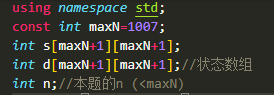 using namespace std;
const int maxN=1007;
int s[maxN+1][maxN+1];
int d[maxN+1][maxN+1];//状态数组
int n;//本题的n (<maxN)